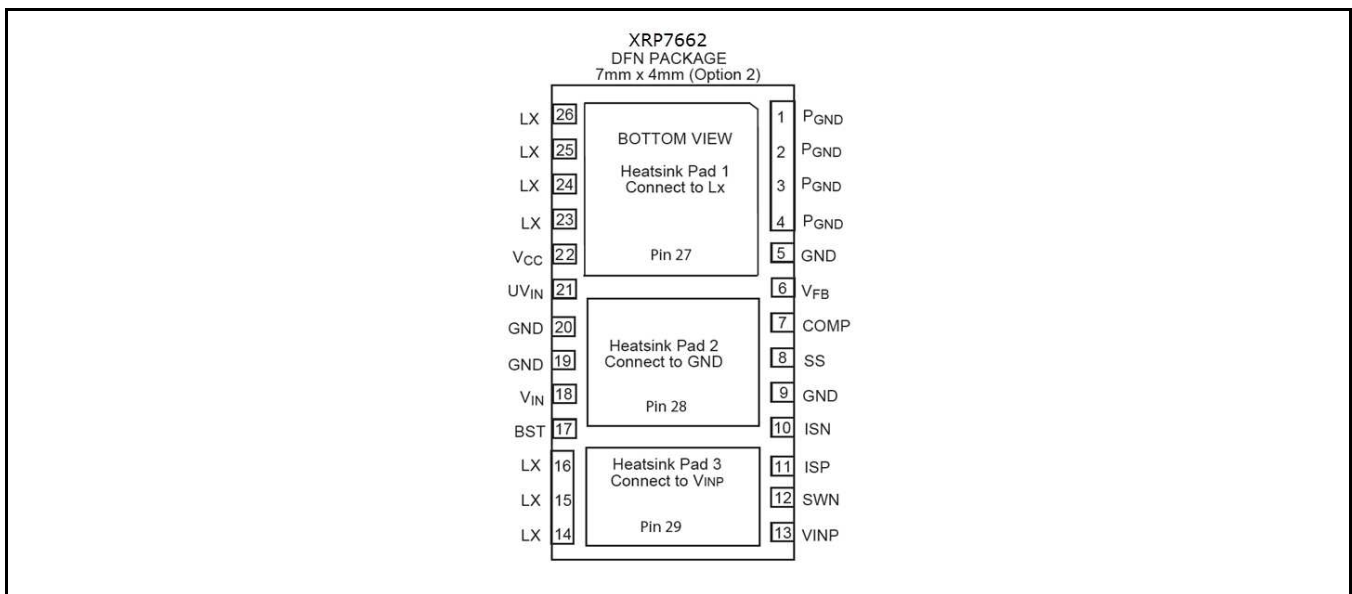 XRP7662
DFN PACKAGE
7mm x 4mm (Option 2)
LX 26
LX 25
LX 24
LX 23
VCC 22
UVIN 21
GND 20
GND 19
VIN 18
BST 17
LX 16
LX 15
LX 14
BOTTOM VIEW
Heatsink Pad 1
Connect to Lx
Pin 27
Heatsink Pad 2
Connect to GND
Pin 28
Heatsink Pad 3
Connect to VINP
Pin 29
1 PGND
2 PGND
3 PGND
4 PGND
5 GND
6 VFB
7 COMP
8 SS
9 GND
10 ISN
11 ISP
12 SWN
13 VINP